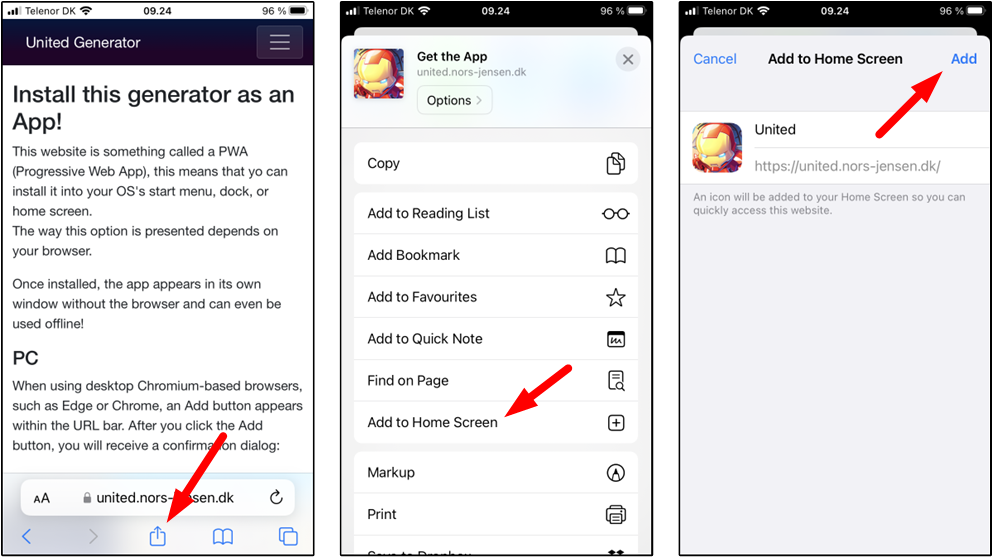 Telenor DK 09.24 96 %
United Generator
Install this generator as an
App!
This website is something called a PWA
(Progressive Web App), this means that yo can
install it into your OS's start menu, dock, or
home screen.
The way this option is presented depends on
your browser.
Once installed, the app appears in its own
window without the browser and can even be
used offline!
PC
When using desktop Chromium-based browsers,
such as Edge or Chrome, an Add button appears
within the URL bar. After you click the Add
button, you will receive a confirmation dialog:
AA united.nors-jensen.dk
Telenor DK 09.24 96 %
Get the App
united.nors-jensen.dk
Options
Copy
Add to Reading List
Add Bookmark
Add to Favourites
Add to Quick Note
Find on Page
Add to Home Screen
Markup
Print
Save to Dropbox
Telenor DK 09.24 96 %
Cancel Add to Home Screen Add
United
https://united.nors-jensen.dk/
An icon will be added to your Home Screen so you can
quickly access this website.